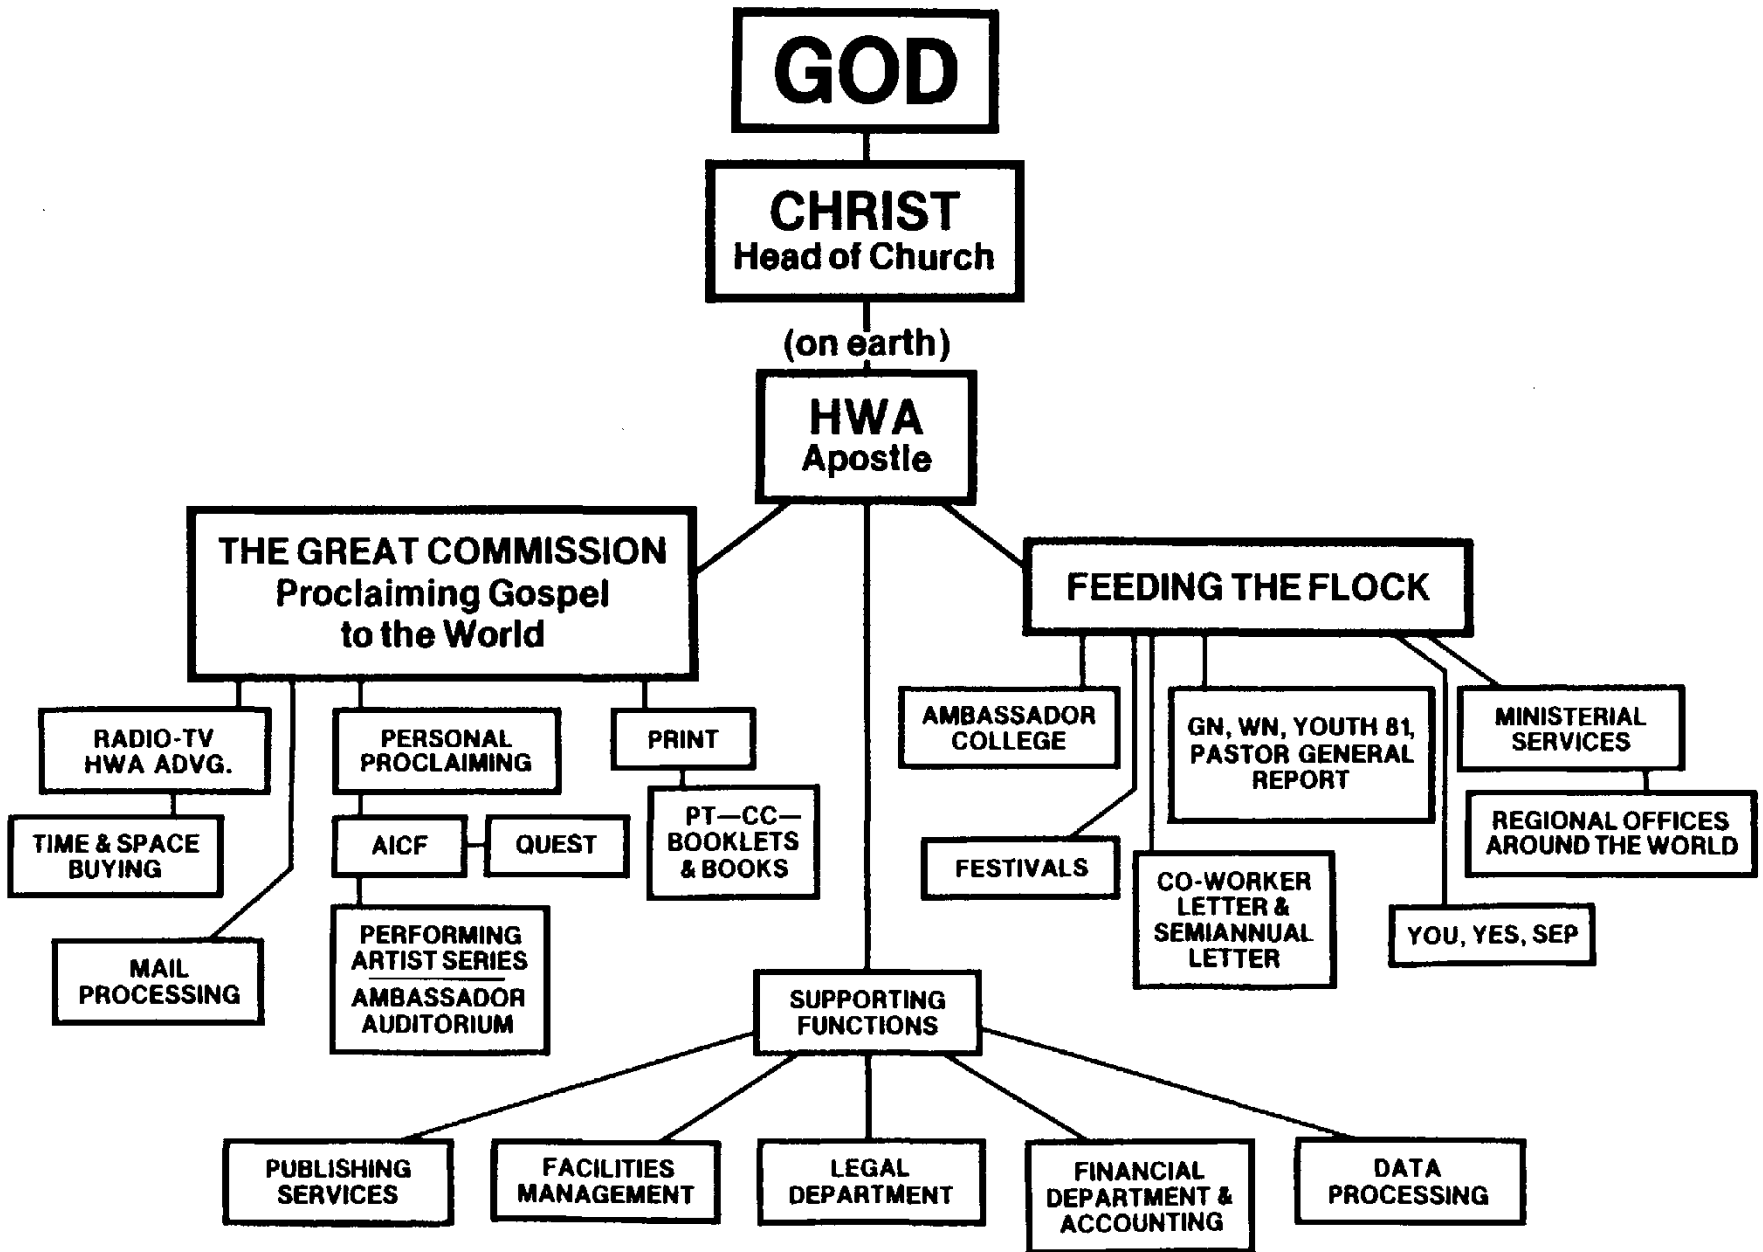 GOD
CHRIST
Head of Church
(on earth)
HWA
Apostle
THE GREAT COMMISSION
Proclaiming Gospel
to the World
FEEDING THE FLOCK
RADIO-TV
HWA ADVG.
TIME & SPACE
BUYING
MAIL
PROCESSING
PERSONAL
PROCLAIMING
AICF
QUEST
PERFORMING
ARTIST SERIES
AMBASSADOR
AUDITORIUM
PRINT
PT—CC—
BOOKLETS
& BOOKS
AMBASSADOR
COLLEGE
FESTIVALS
CO-WORKER
LETTER &
SEMIANNUAL
LETTER
GN, WN, YOUTH 81,
PASTOR GENERAL
REPORT
YOU, YES, SEP
MINISTERIAL
SERVICES
REGIONAL OFFICES
AROUND THE WORLD
SUPPORTING
FUNCTIONS
PUBLISHING
SERVICES
FACILITIES
MANAGEMENT
LEGAL
DEPARTMENT
FINANCIAL
DEPARTMENT &
ACCOUNTING
DATA
PROCESSING